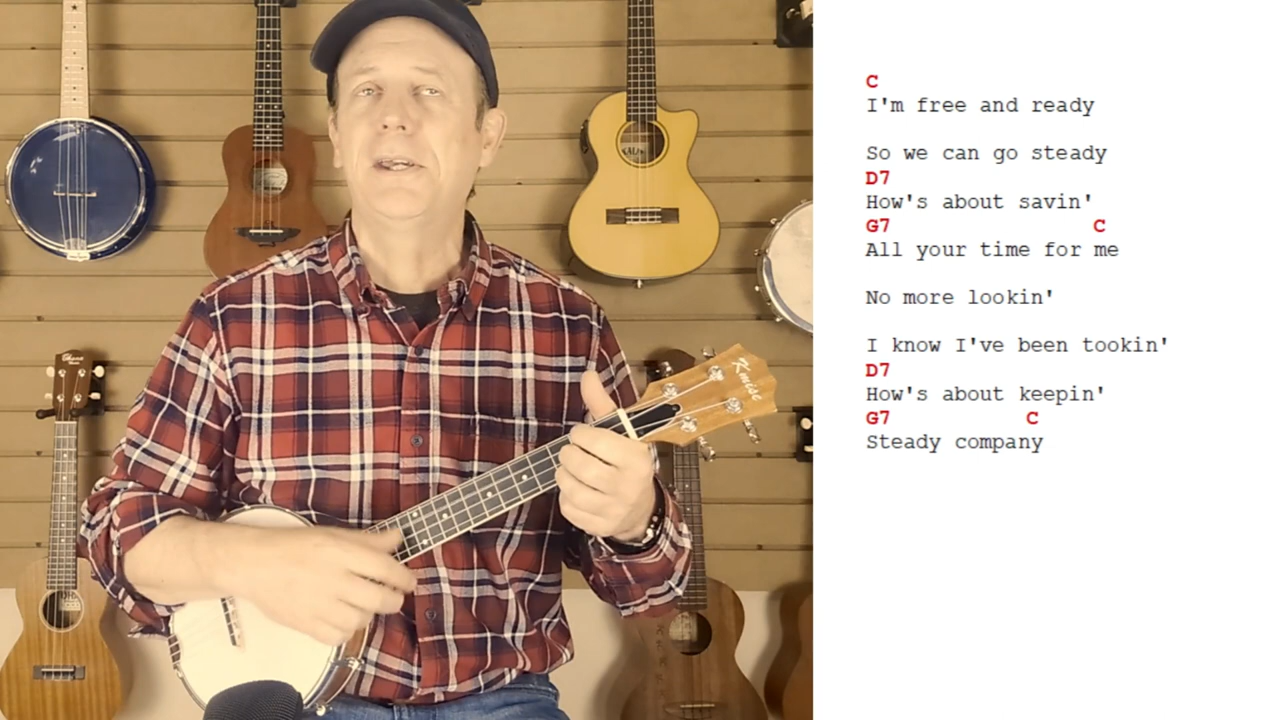 C
I'm free and ready
So we can go steady
D7
How's about savin'
G7 C
All your time for me
No more lookin'
I know I've been tookin'
D7
How's about keepin'
G7 C
Steady company
Kmise